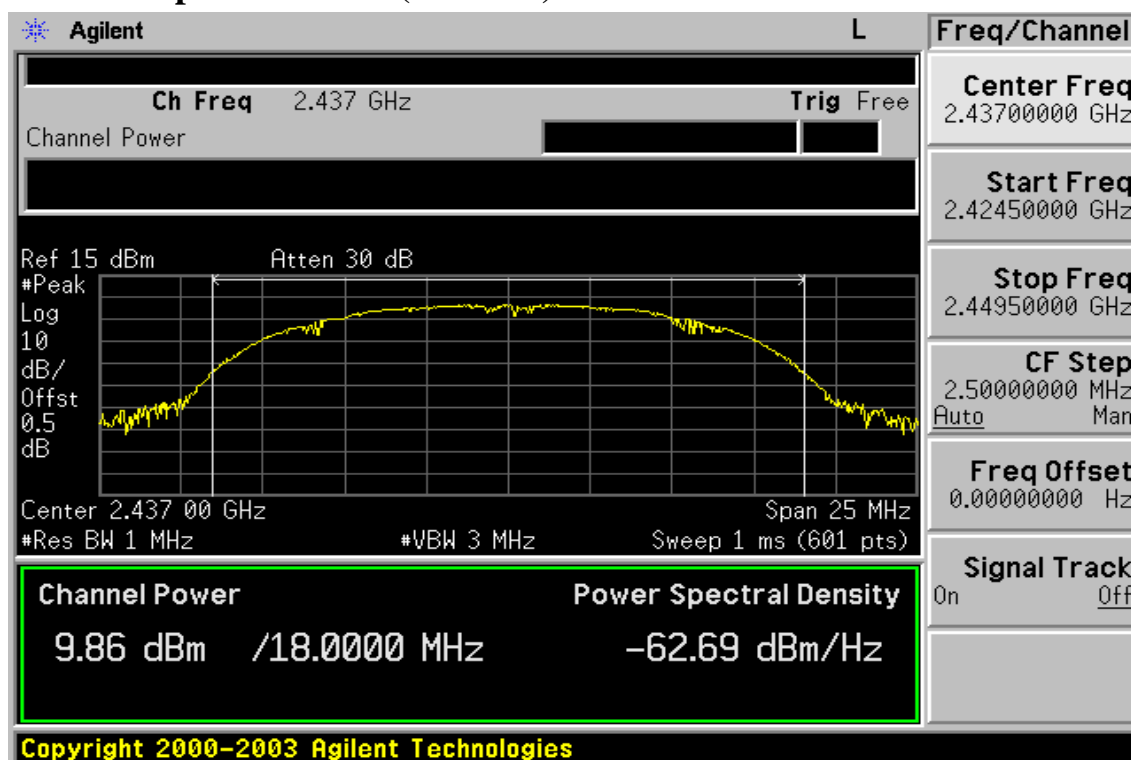 Agilent L
Freq/Channel
Ch Freq 2.437 GHz Trig Free
Channel Power
Center Freq
2.43700000 GHz
Start Freq
2.42450000 GHz
Stop Freq
2.44950000 GHz
CF Step
2.50000000 MHz
Auto Man
Freq Offset
0.00000000 Hz
Signal Track
On Off
Ref 15 dBm Atten 30 dB
#Peak
Log
10
dB/
Offst
0.5
dB
Center 2.437 00 GHz Span 25 MHz
#Res BW 1 MHz #VBW 3 MHz Sweep 1 ms (601 pts)
Channel Power Power Spectral Density
9.86 dBm /18.0000 MHz -62.69 dBm/Hz
Copyright 2000-2003 Agilent Technologies